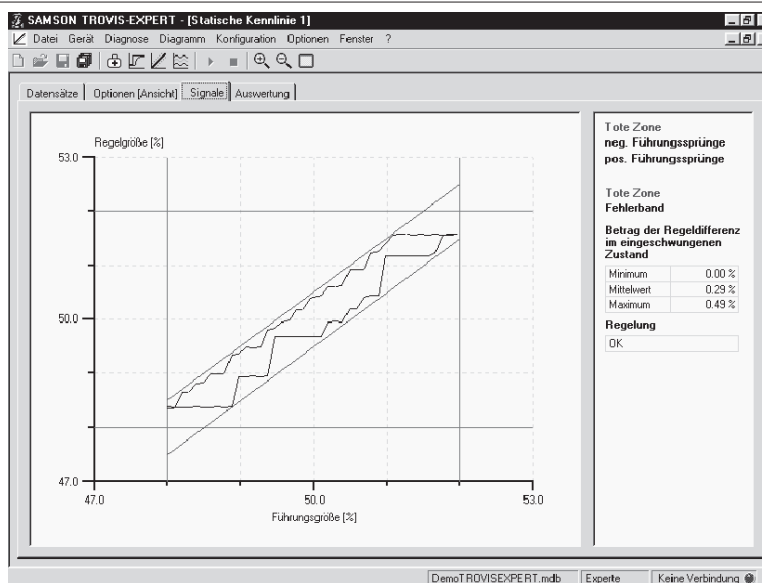 SAMSON TROVIS-EXPERT - [Statische Kennlinie 1]
Datei Gerät Diagnose Diagramm Konfiguration Optionen Fenster ?
Datensätze Optionen [Ansicht] Signale Auswertung
Regelgröße [%]
53.0
50.0
47.0
47.0 50.0 53.0
Führungsgröße [%]
Tote Zone
neg. Führungssprünge
pos. Führungssprünge
Tote Zone
Fehlerband
Betrag der Regeldifferenz
im eingeschwungenen
Zustand
Minimum 0.00 %
Mittelwert 0.29 %
Maximum 0.49 %
Regelung
OK
DemoTROVISEXPERT.mdb Experte Keine Verbindung